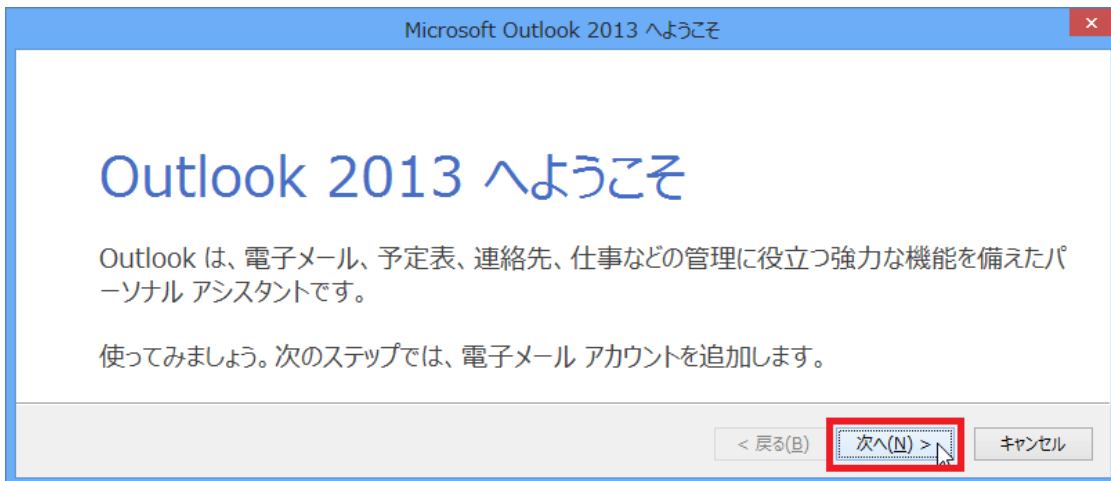 Microsoft Outlook 2013 へようこそ
Outlook 2013 へようこそ
Outlook は、電子メール、予定表、連絡先、仕事などの管理に役立つ強力な機能を備えたパ
ーソナル アシスタントです。
使ってみましょう。次のステップでは、電子メール アカウントを追加します。
< 戻る(B) 次へ(N) > キャンセル